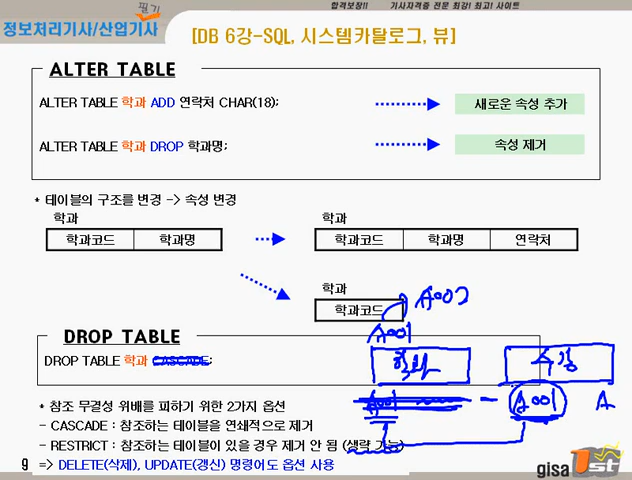 합격보장!! 기사자격증 전문 최강! 최고! 사이트
필기
정보처리기사/산업기사
[DB 6강-SQL, 시스템카탈로그, 뷰]
ALTER TABLE
ALTER TABLE 학과 ADD 연락처 CHAR(18); 새로운 속성 추가
ALTER TABLE 학과 DROP 학과명; 속성 제거
* 테이블의 구조를 변경 -> 속성 변경
학과 학과
학과코드 학과명 학과코드 학과명 연락처
학과
학과코드 A002
A001
DROP TABLE
DROP TABLE 학과 CASCADE; 학과 수강
A001 A001 A
* 참조 무결성 위배를 피하기 위한 2가지 옵션
- CASCADE : 참조하는 테이블을 연쇄적으로 제거
- RESTRICT : 참조하는 테이블이 있을 경우 제거 안 됨 (생략 가능)
9 => DELETE(삭제), UPDATE(갱신) 명령어도 옵션 사용
gisa 1st